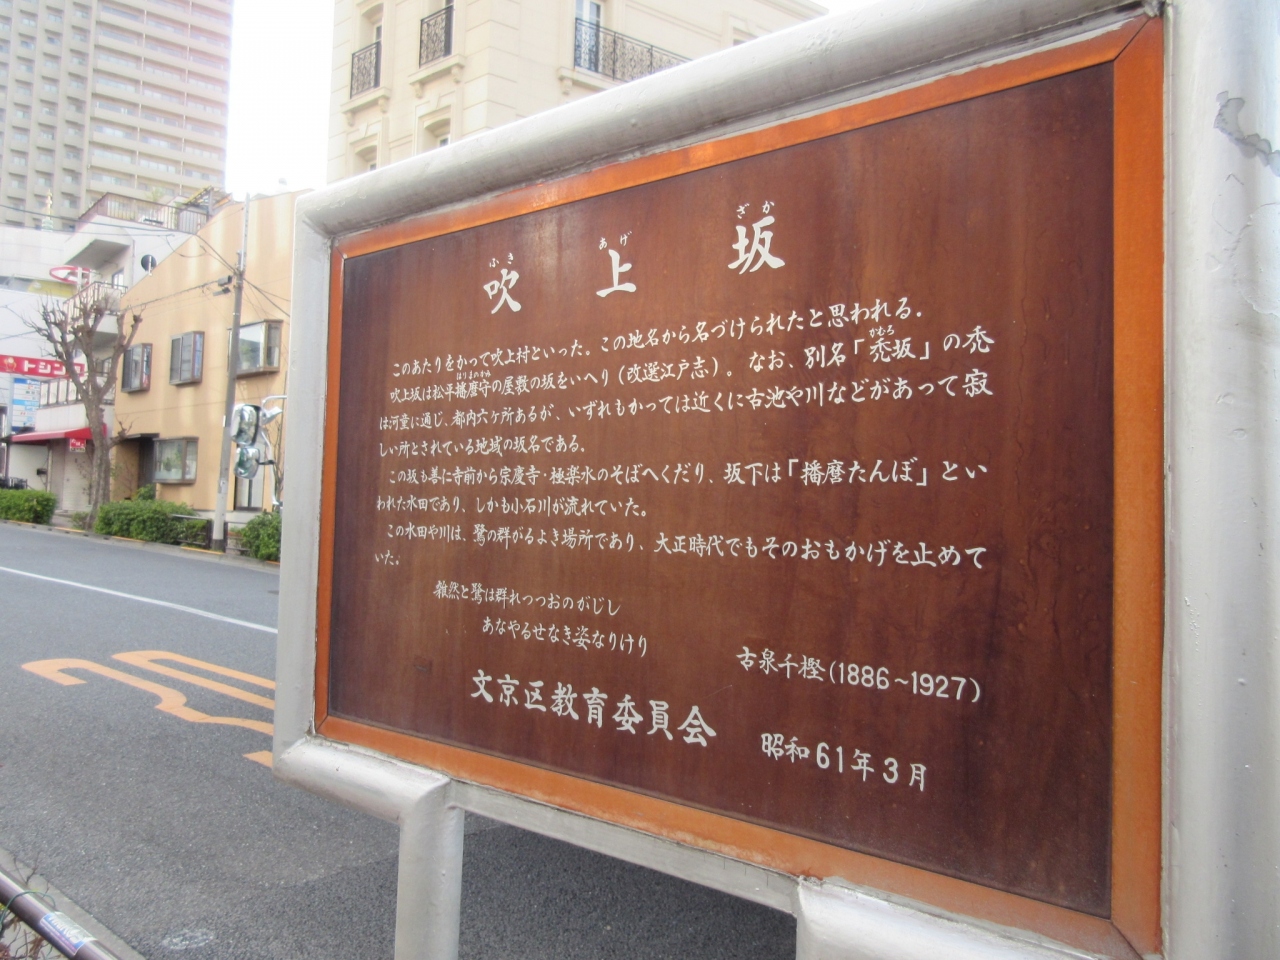 ふき あげ ざか
吹上坂
このあたりをかつて吹上村といった。この地名から名づけられたと思われる。
はりまのかみ かむろ
吹上坂は松平播磨守の屋敷の坂をいへり(改選江戸志)。なお、別名「禿坂」の禿
は河童に通じ、都内六ケ所あるが、いずれもかつては近くに古池や川などがあって寂
しい所とされている地域の坂名である。
この坂も善仁寺前から宗慶寺・極楽水のそばへくだり、坂下は「播磨たんぼ」とい
われた水田であり、しかも小石川が流れていた。
この水田や川は、鷺の群がるよき場所であり、大正時代でもそのおもかげを止めて
いた。
雑然と鷺は群れつつおのがじし
あなやるせなき姿なりけり
古泉千樫(1886~1927)
文京区教育委員会 昭和61年3月
トシン